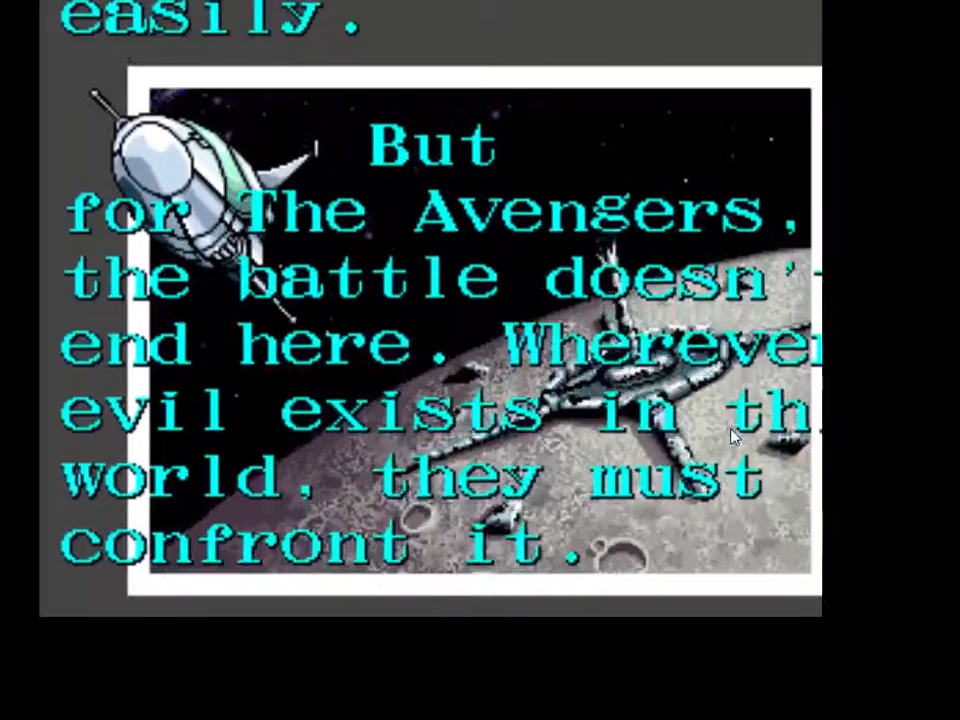 easily.
But
for The Avengers,
the battle doesn't
end here. Wherever
evil exists in th
world, they must
confront it.